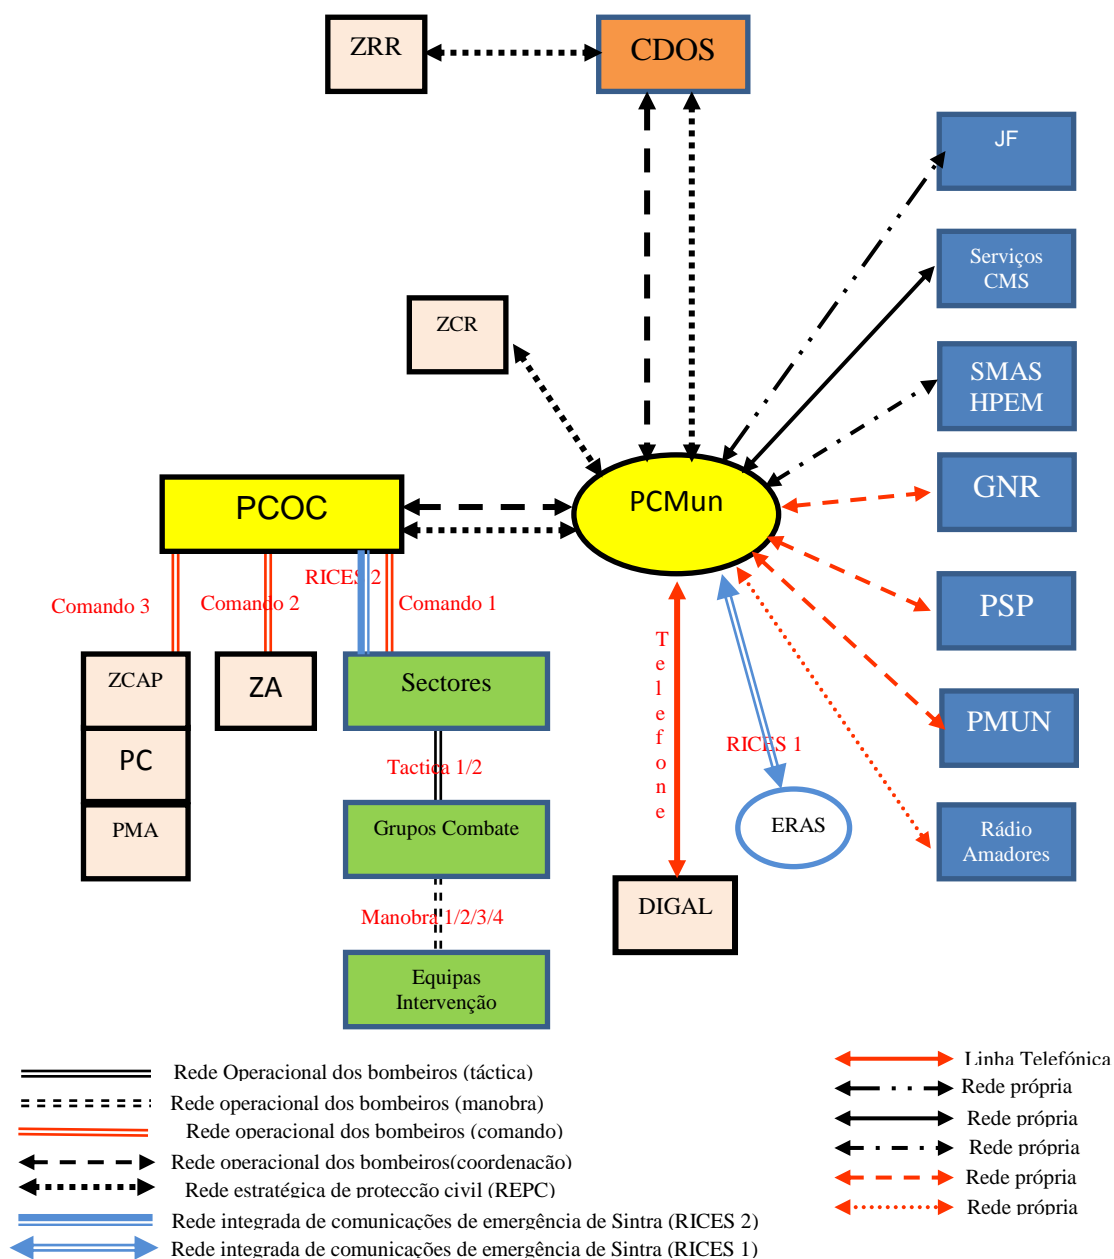 ZRR
CDOS
JF
Serviços
CMS
ZCR
SMAS
HPEM
GNR
PCOC
PCMun
RICES 2
Comando 3
Comando 2
Comando 1
PSP
Telefone
ZCAP
ZA
Sectores
PMUN
RICES 1
PC
Tactica 1/2
PMA
Grupos Combate
ERAS
Rádio
Amadores
DIGAL
Manobra 1/2/3/4
Equipas
Intervenção
Rede Operacional dos bombeiros (táctica)
Rede operacional dos bombeiros (manobra)
Rede operacional dos bombeiros (comando)
Rede operacional dos bombeiros(coordenação)
Rede estratégica de protecção civil (REPC)
Rede integrada de comunicações de emergência de Sintra (RICES 2)
Rede integrada de comunicações de emergência de Sintra (RICES 1)
Linha Telefónica
Rede própria
Rede própria
Rede própria
Rede própria
Rede própria